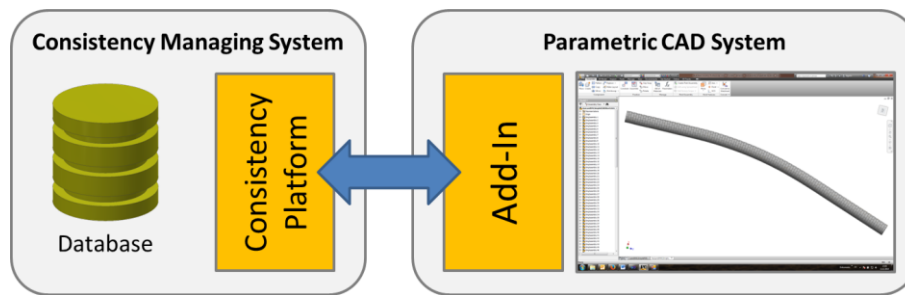 Consistency Managing System
Parametric CAD System
Database
Consistency
Platform
Add-In